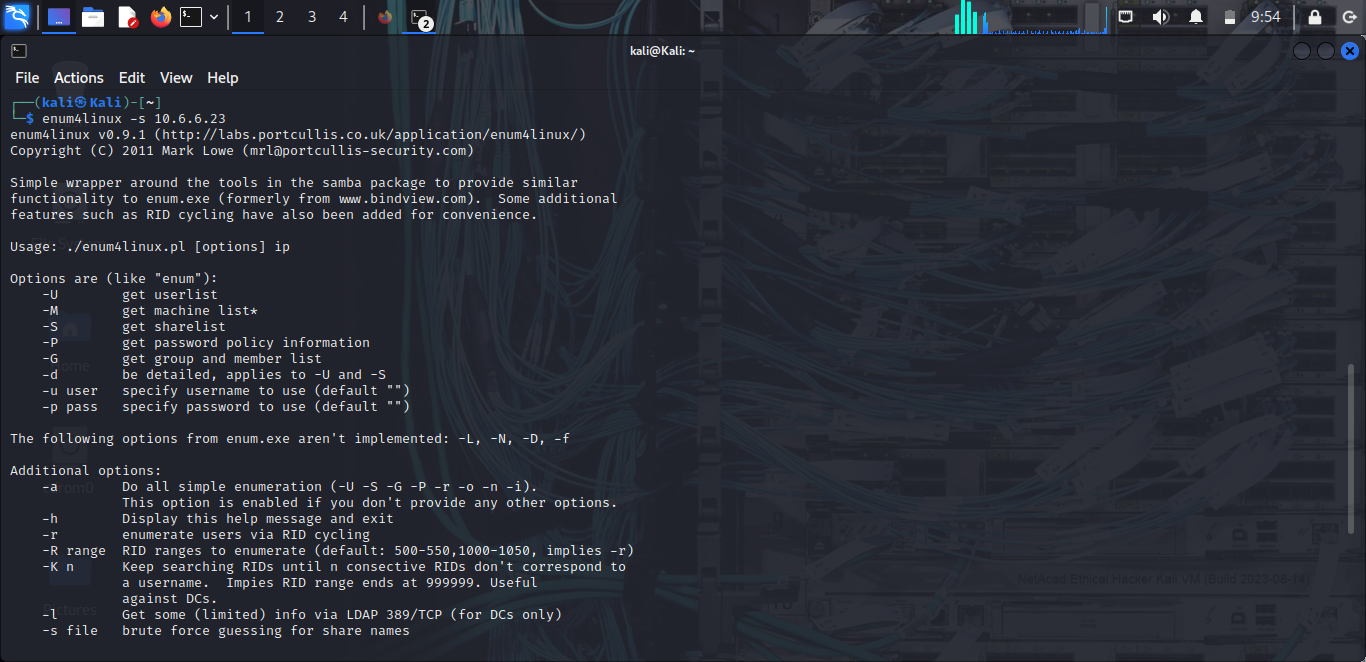 1 2 3 4
2
9:54
kali@Kali: ~
File Actions Edit View Help
┌──(kali㉿Kali)-[~]
└─$ enum4linux -s 10.6.6.23
enum4linux v0.9.1 (http://labs.portcullis.co.uk/application/enum4linux/)
Copyright (C) 2011 Mark Lowe (mrl@portcullis-security.com)
Simple wrapper around the tools in the samba package to provide similar
functionality to enum.exe (formerly from www.bindview.com).  Some additional
features such as RID cycling have also been added for convenience.
Usage: ./enum4linux.pl [options] ip
Options are (like "enum"):
    -U        get userlist
    -M        get machine list*
    -S        get sharelist
    -P        get password policy information
    -G        get group and member list
    -d        be detailed, applies to -U and -S
    -u user   specify username to use (default "")
    -p pass   specify password to use (default "")
The following options from enum.exe aren't implemented: -L, -N, -D, -f
Additional options:
    -a        Do all simple enumeration (-U -S -G -P -r -o -n -i).
              This option is enabled if you don't provide any other options.
    -h        Display this help message and exit
    -r        enumerate users via RID cycling
    -R range  RID ranges to enumerate (default: 500-550,1000-1050, implies -r)
    -K n      Keep searching RIDs until n consective RIDs don't correspond to
              a username.  Impies RID range ends at 999999. Useful
              against DCs.
    -l        Get some (limited) info via LDAP 389/TCP (for DCs only)
    -s file   brute force guessing for share names
NetAcad Ethical Hacker Kali VM (Build 2023-08-14)